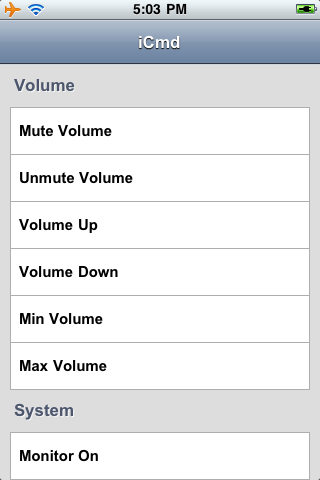 5:03 PM
iCmd
Volume
Mute Volume
Unmute Volume
Volume Up
Volume Down
Min Volume
Max Volume
System
Monitor On